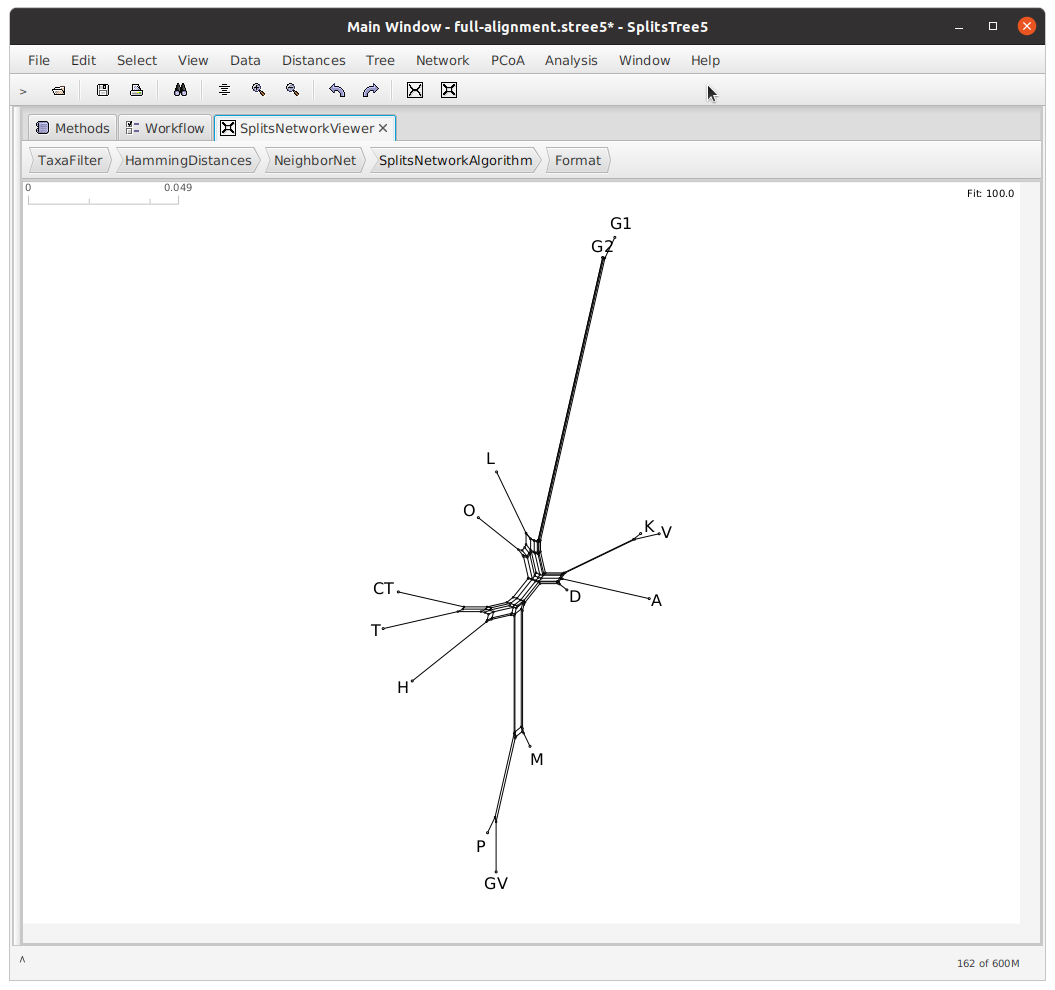 Main Window - full-alignment.stree5* - SplitsTree5
File Edit Select View Data Distances Tree Network PCoA Analysis Window Help
>
Methods Workflow SplitsNetworkViewer
TaxaFilter HammingDistances NeighborNet SplitsNetworkAlgorithm Format
0 0.049
Fit: 100.0
G1
G2
L
O
K V
CT
D A
T
H
M
P
GV
162 of 600M